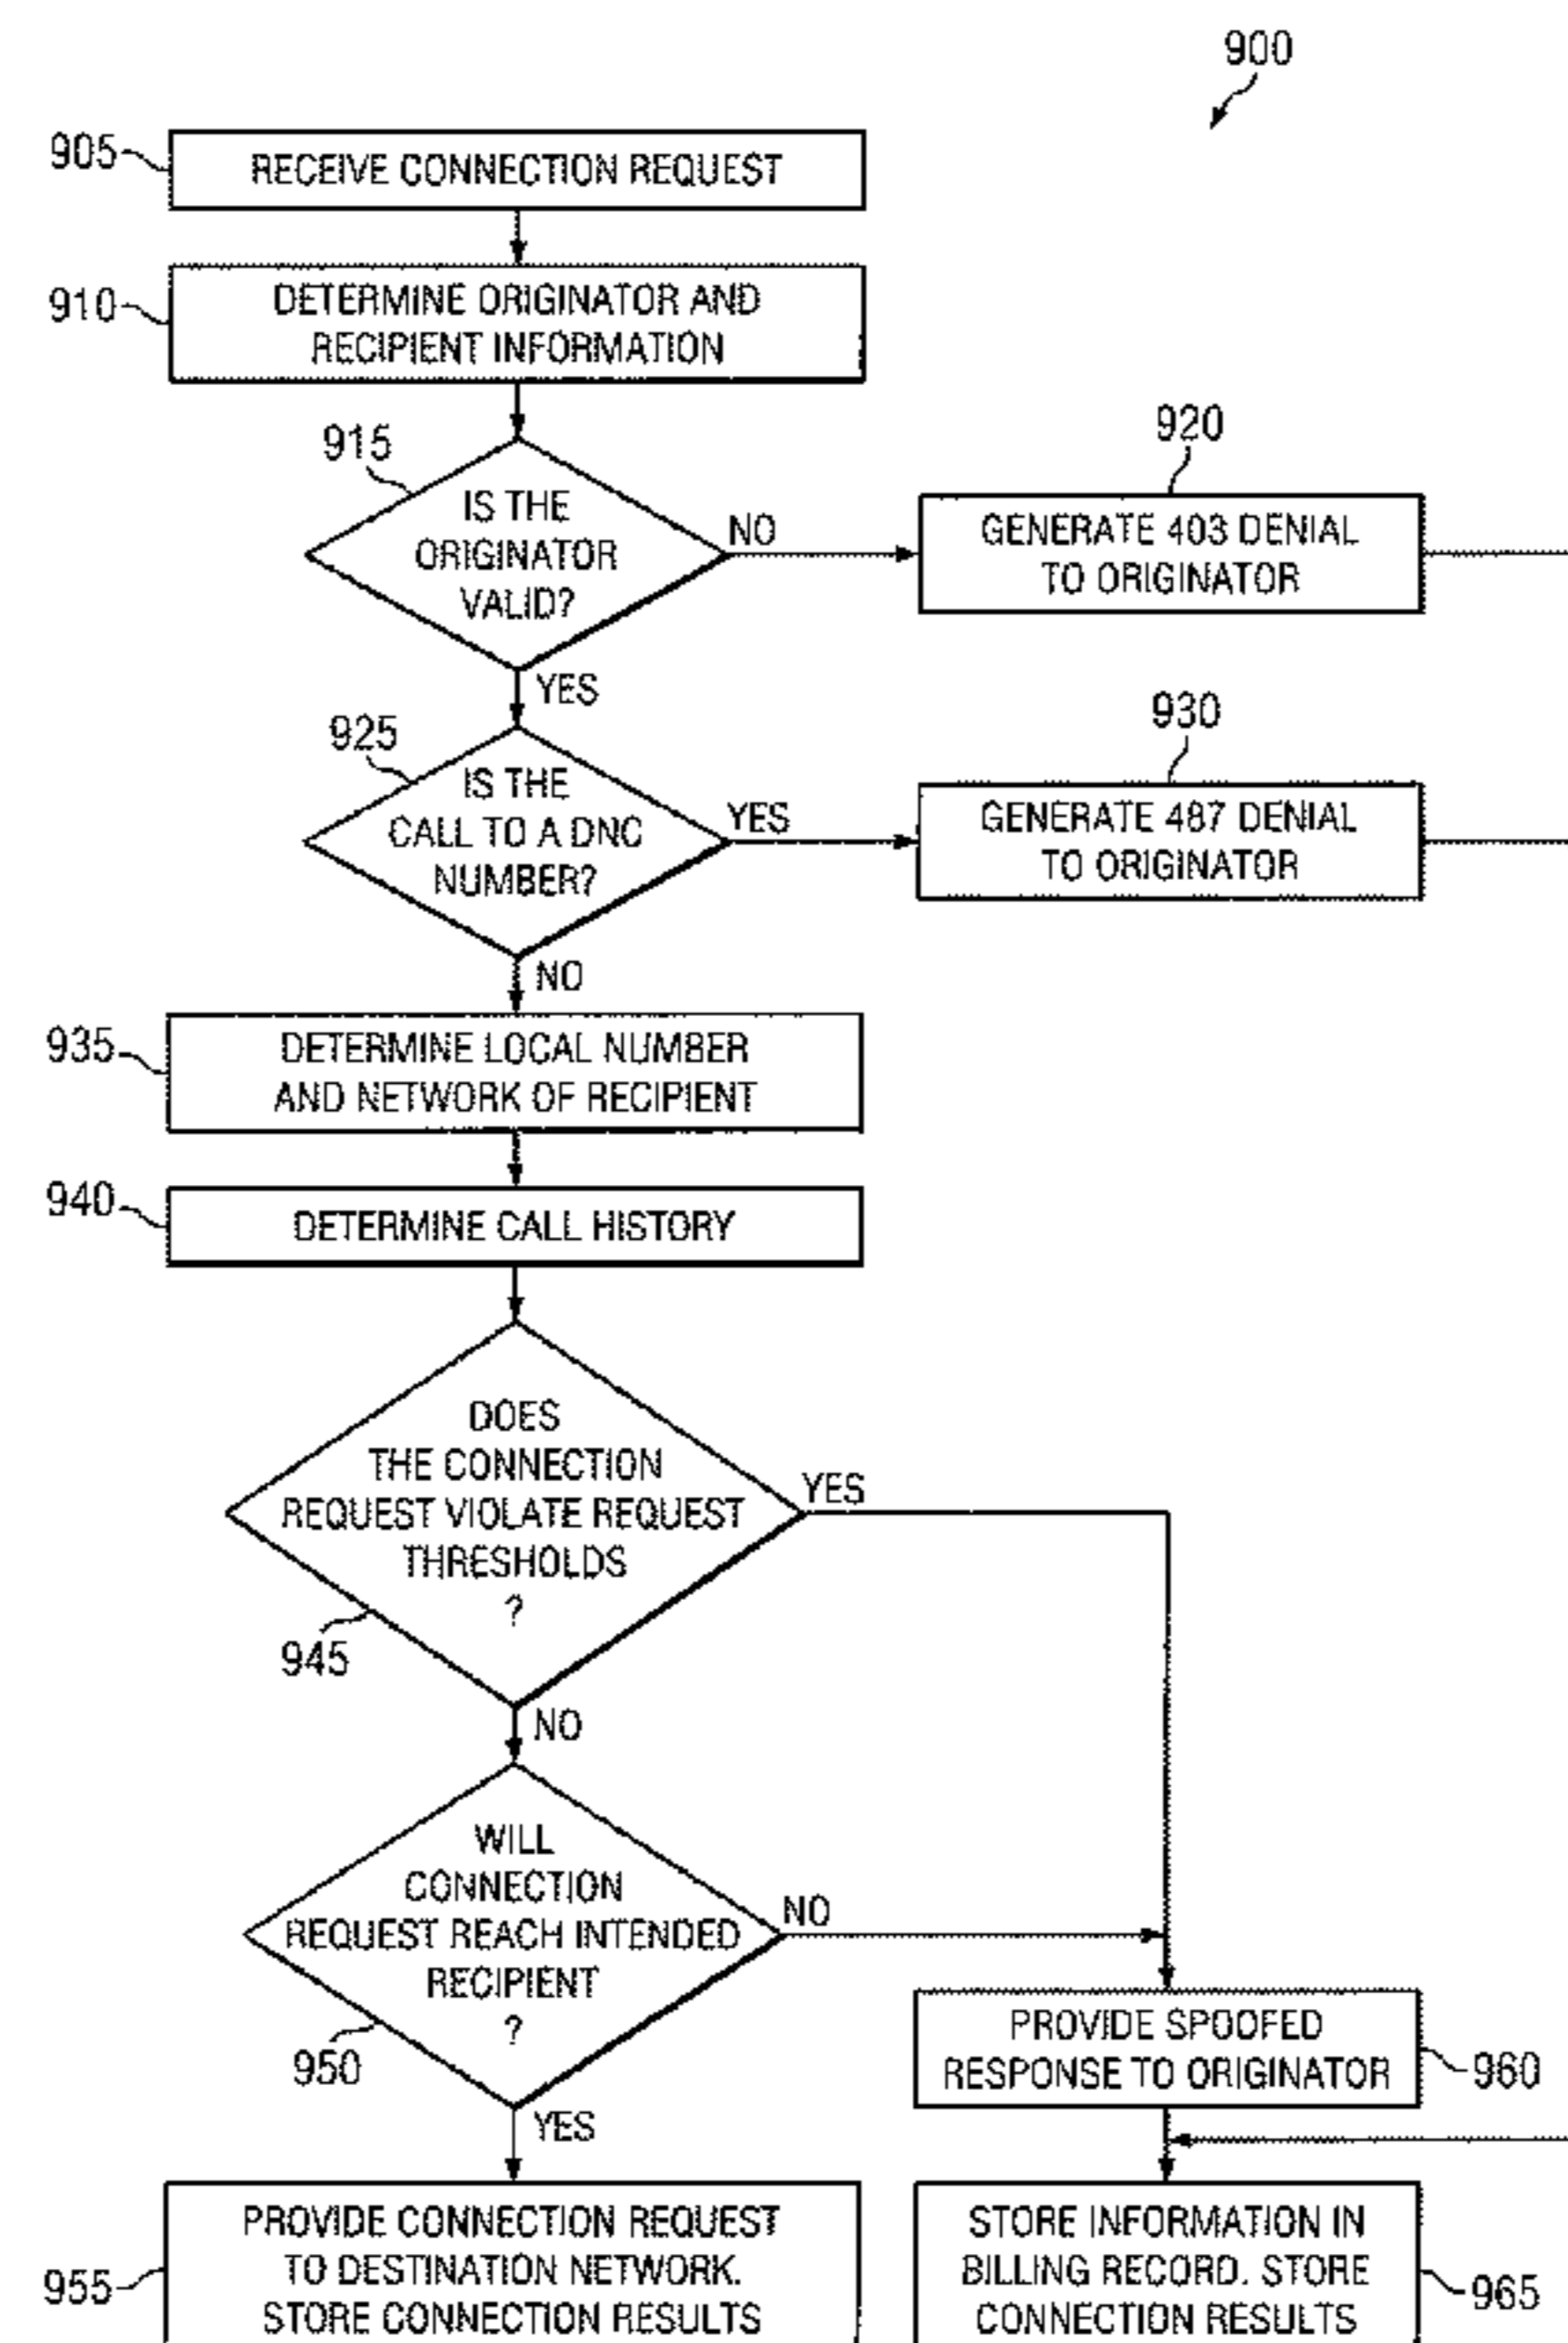 900
905
RECEIVE CONNECTION REQUEST
910
DETERMINE ORIGINATOR AND
RECIPIENT INFORMATION
915
IS THE
ORIGINATOR
VALID?
NO
920
GENERATE 403 DENIAL
TO ORIGINATOR
YES
925
IS THE
CALL TO A DNC
NUMBER?
YES
930
GENERATE 487 DENIAL
TO ORIGINATOR
NO
935
DETERMINE LOCAL NUMBER
AND NETWORK OF RECIPIENT
940
DETERMINE CALL HISTORY
DOES
THE CONNECTION
REQUEST VIOLATE REQUEST
THRESHOLDS
?
YES
945
NO
WILL
CONNECTION
REQUEST REACH INTENDED
RECIPIENT
?
NO
950
YES
PROVIDE SPOOFED
RESPONSE TO ORIGINATOR
960
955
PROVIDE CONNECTION REQUEST
TO DESTINATION NETWORK.
STORE CONNECTION RESULTS
STORE INFORMATION IN
BILLING RECORD. STORE
CONNECTION RESULTS
965